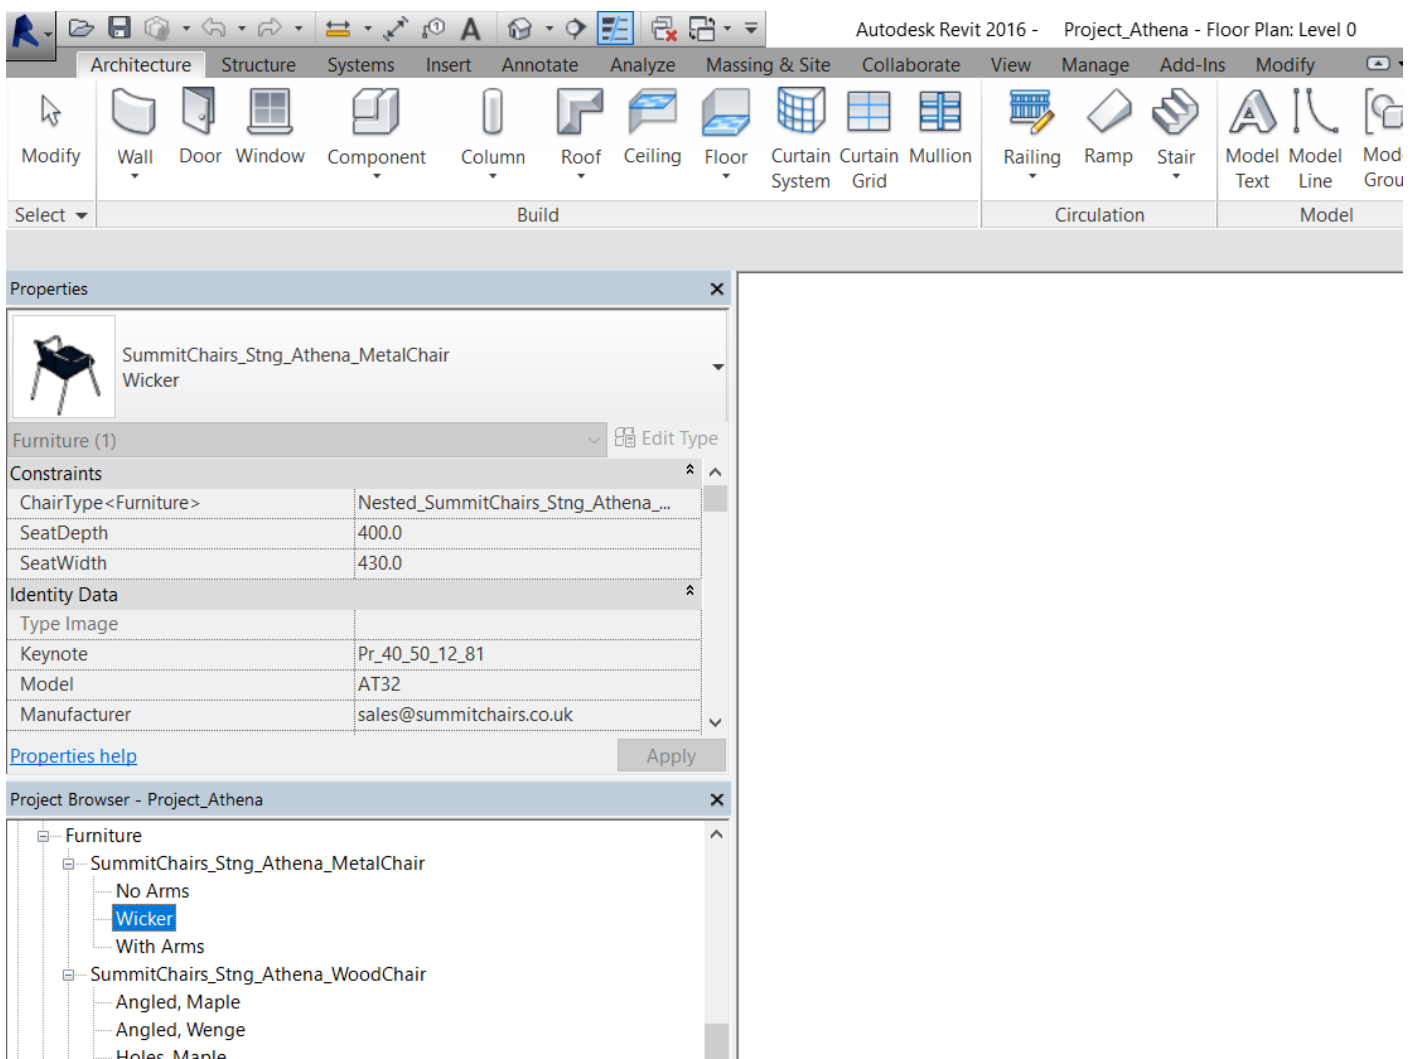 Autodesk Revit 2016 - Project_Athena - Floor Plan: Level 0
Architecture Structure Systems Insert Annotate Analyze Massing & Site Collaborate View Manage Add-Ins Modify
Modify Wall Door Window Component Column Roof Ceiling Floor Curtain System Curtain Grid Mullion Railing Ramp Stair Model Text Model Line
Select Build Circulation Model
Properties
SummitChairs_Stng_Athena_MetalChair
Wicker
Furniture (1) Edit Type
Constraints
ChairType<Furniture> Nested_SummitChairs_Stng_Athena_...
SeatDepth 400.0
SeatWidth 430.0
Identity Data
Type Image
Keynote Pr_40_50_12_81
Model AT32
Manufacturer sales@summitchairs.co.uk
Properties help Apply
Project Browser - Project_Athena
Furniture
SummitChairs_Stng_Athena_MetalChair
No Arms
Wicker
With Arms
SummitChairs_Stng_Athena_WoodChair
Angled, Maple
Angled, Wenge
Holes, Maple